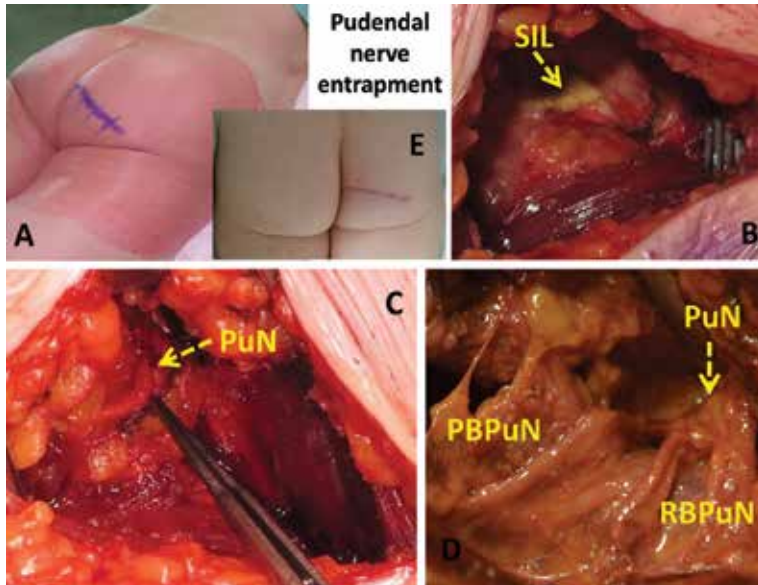 Pudendal
nerve
entrapment
SIL
E
A
B
C
PuN
PuN
PBPuN
RBPuN
D